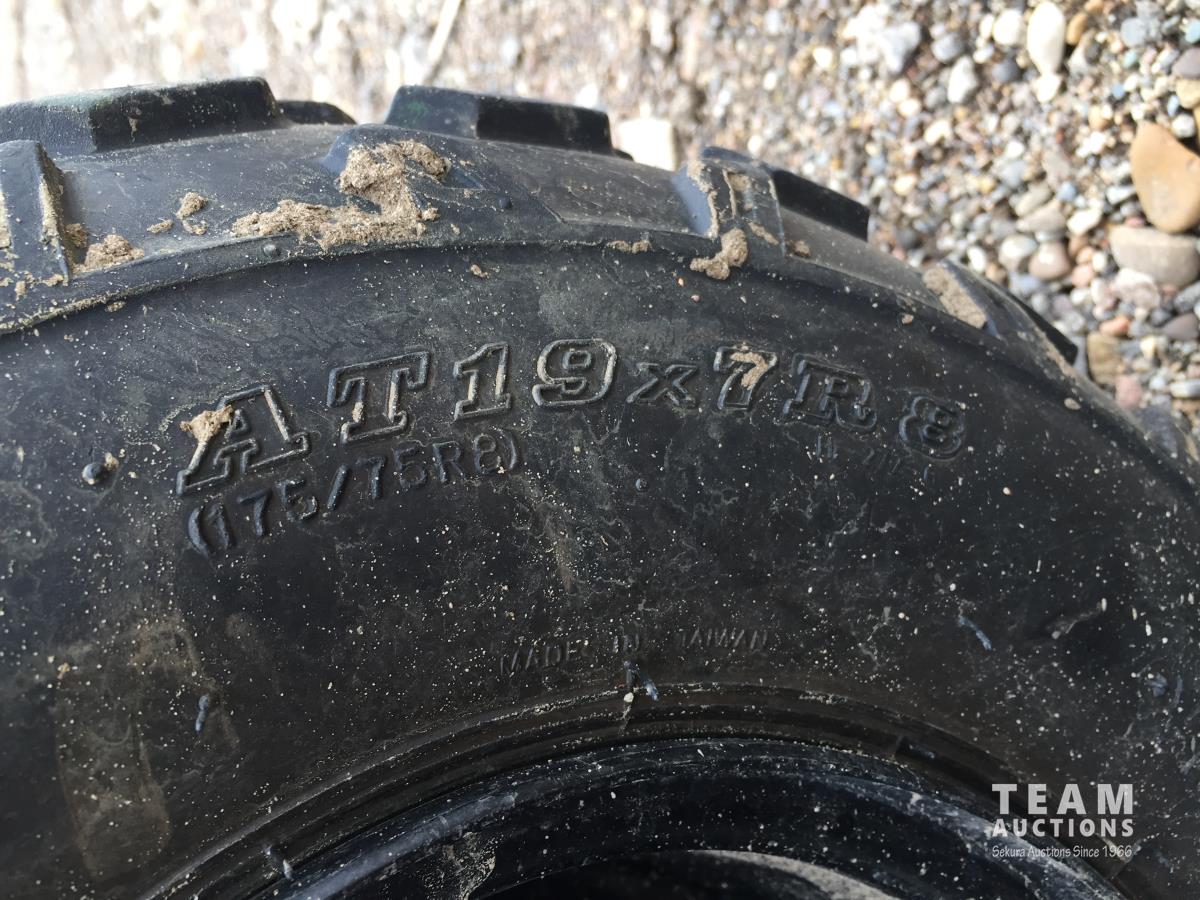 AT19x7R8
(175/75R8)
MADE IN TAIWAN
TEAM
AUCTIONS
Sekura Auctions Since 1966